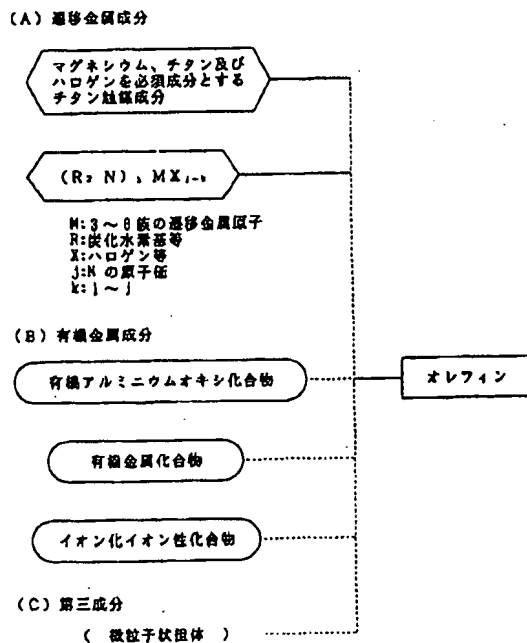 (A) 遷移金属成分
マグネシウム、チタン及び
ハロゲンを必須成分とする
チタン触媒成分
(R₂ N)ₖ MXⱼ₋ₖ
M:3～6族の遷移金属原子
R:炭化水素基等
X:ハロゲン等
j:Mの原子価
k:1～j
(B) 有機金属成分
有機アルミニウムオキシ化合物
オレフィン
有機金属化合物
イオン化イオン性化合物
(C) 第三成分
( 微粒子状担体 )